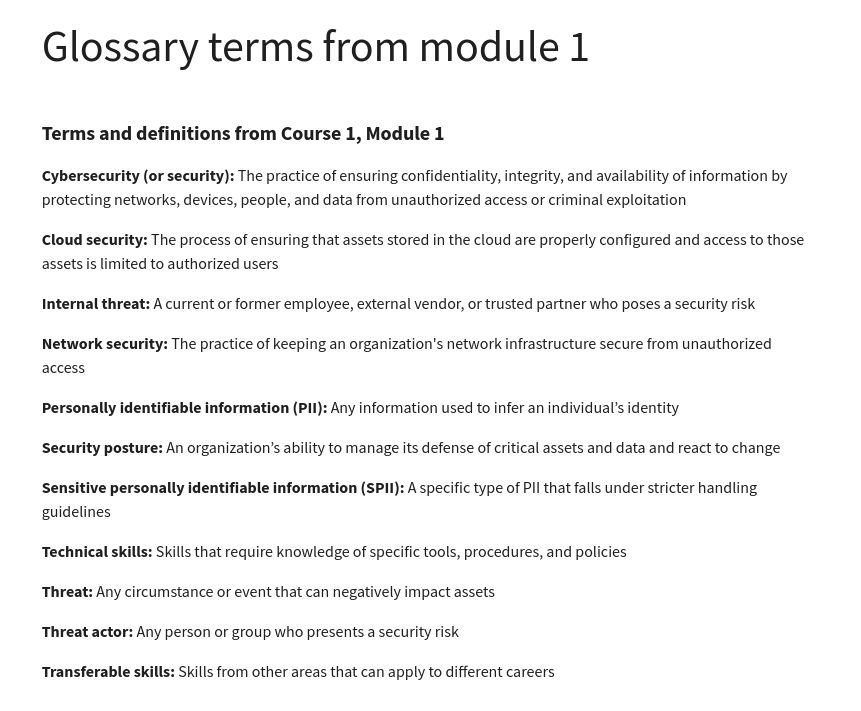 Glossary terms from module 1
Terms and definitions from Course 1, Module 1
Cybersecurity (or security): The practice of ensuring confidentiality, integrity, and availability of information by
protecting networks, devices, people, and data from unauthorized access or criminal exploitation
Cloud security: The process of ensuring that assets stored in the cloud are properly configured and access to those
assets is limited to authorized users
Internal threat: A current or former employee, external vendor, or trusted partner who poses a security risk
Network security: The practice of keeping an organization's network infrastructure secure from unauthorized
access
Personally identifiable information (PII): Any information used to infer an individual’s identity
Security posture: An organization’s ability to manage its defense of critical assets and data and react to change
Sensitive personally identifiable information (SPII): A specific type of PII that falls under stricter handling
guidelines
Technical skills: Skills that require knowledge of specific tools, procedures, and policies
Threat: Any circumstance or event that can negatively impact assets
Threat actor: Any person or group who presents a security risk
Transferable skills: Skills from other areas that can apply to different careers